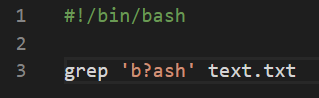 1 #!/bin/bash
2
3 grep 'b?ash' text.txt